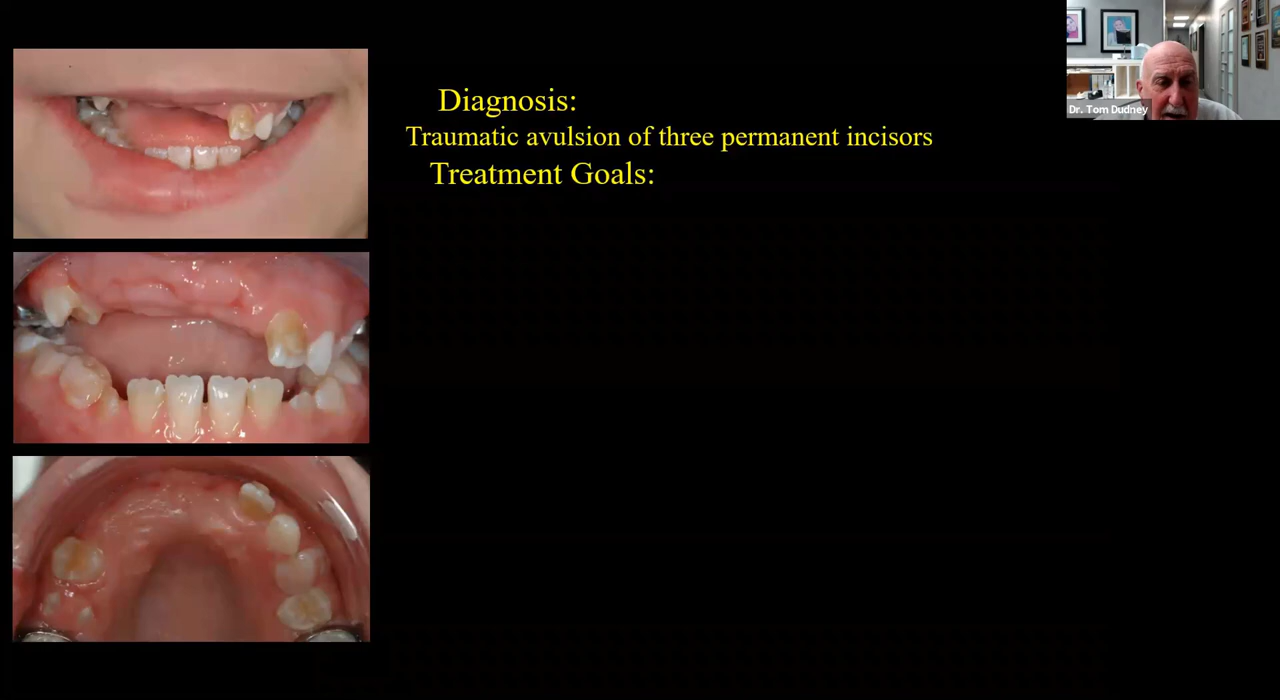 Dr. Tom Dudney
Diagnosis:
Traumatic avulsion of three permanent incisors
Treatment Goals: